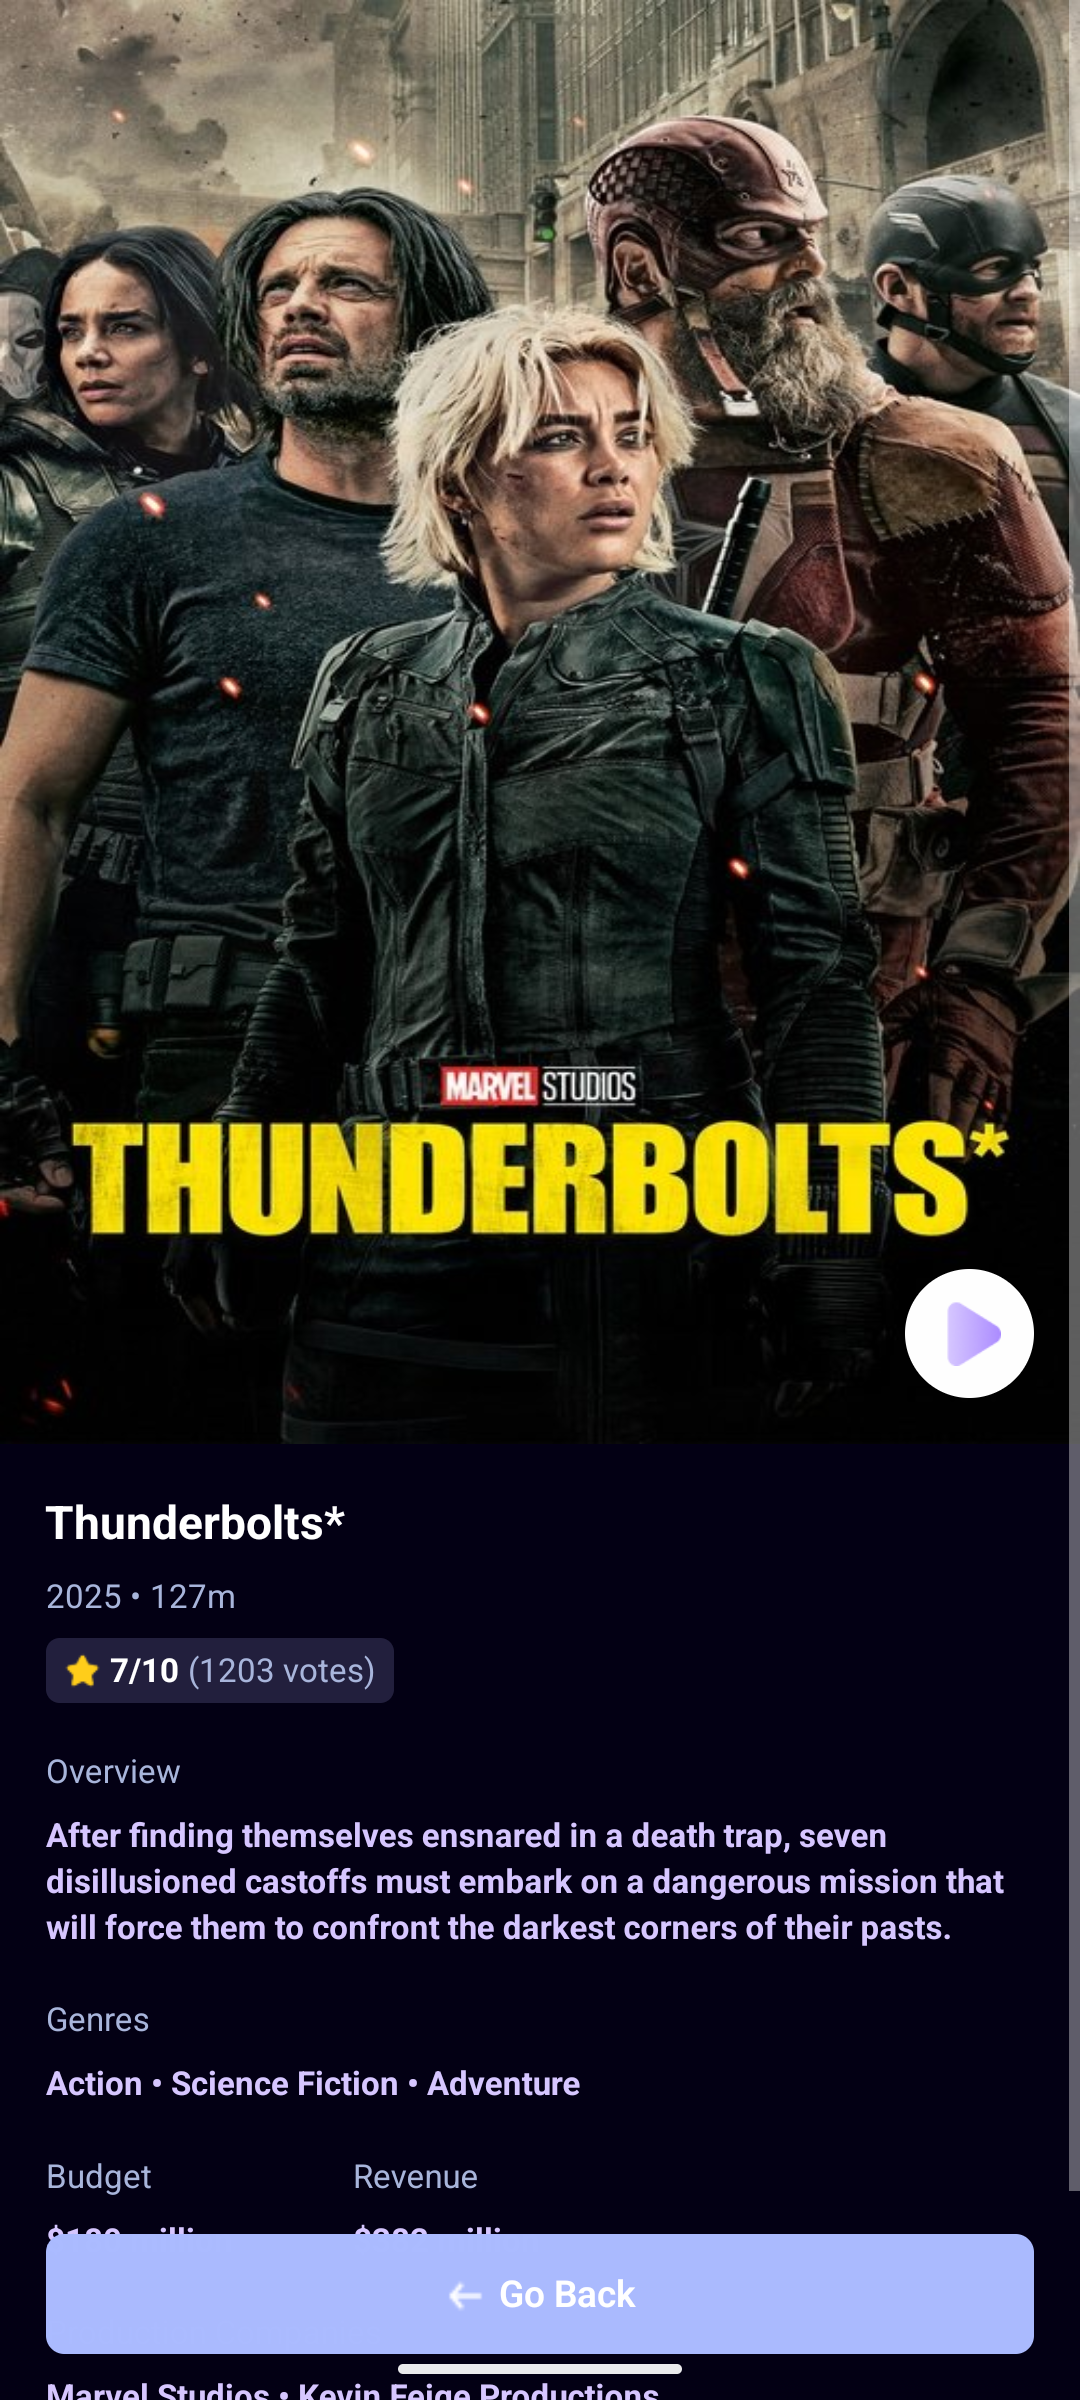 MARVEL STUDIOS
THUNDERBOLTS*
Thunderbolts*
2025 • 127m
7/10 (1203 votes)
Overview
After finding themselves ensnared in a death trap, seven
disillusioned castoffs must embark on a dangerous mission that
will force them to confront the darkest corners of their pasts.
Genres
Action • Science Fiction • Adventure
Budget Revenue
Go Back
Marvel Studios • Kevin Feige Productions